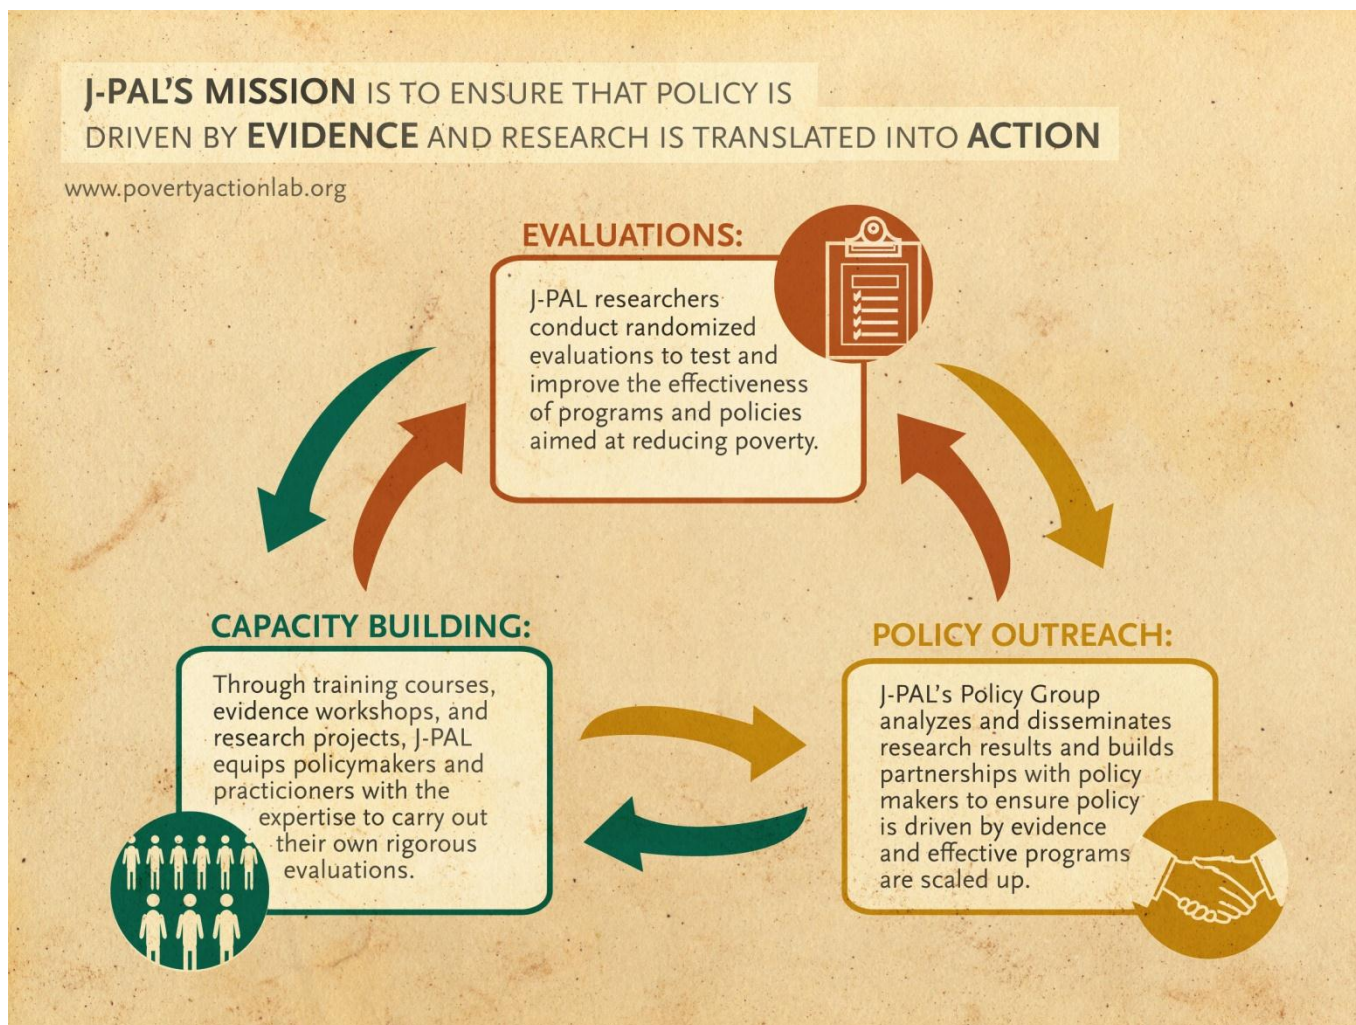 J-PAL'S MISSION IS TO ENSURE THAT POLICY IS
DRIVEN BY EVIDENCE AND RESEARCH IS TRANSLATED INTO ACTION
www.povertyactionlab.org
EVALUATIONS:
J-PAL researchers
conduct randomized
evaluations to test and
improve the effectiveness
of programs and policies
aimed at reducing poverty.
CAPACITY BUILDING:
Through training courses,
evidence workshops, and
research projects, J-PAL
equips policymakers and
practicioners with the
expertise to carry out
their own rigorous
evaluations.
POLICY OUTREACH:
J-PAL's Policy Group
analyzes and disseminates
research results and builds
partnerships with policy
makers to ensure policy
is driven by evidence
and effective programs
are scaled up.